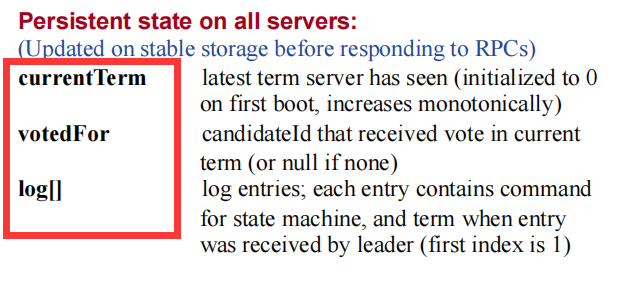 Persistent state on all servers:
(Updated on stable storage before responding to RPCs)
currentTerm latest term server has seen (initialized to 0
on first boot, increases monotonically)
votedFor candidateId that received vote in current
term (or null if none)
log[] log entries; each entry contains command
for state machine, and term when entry
was received by leader (first index is 1)